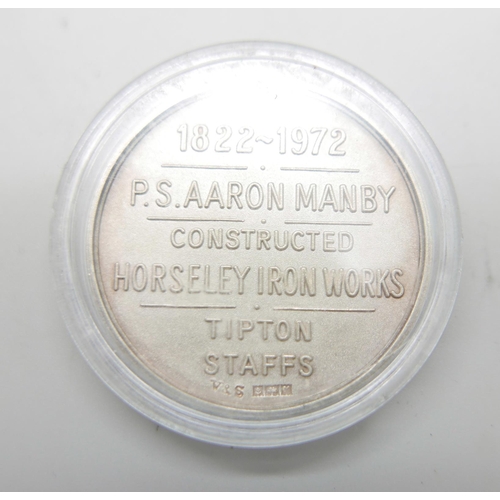 1822~1972
P.S. AARON MANBY
CONSTRUCTED
HORSELEY IRON WORKS
TIPTON
STAFFS